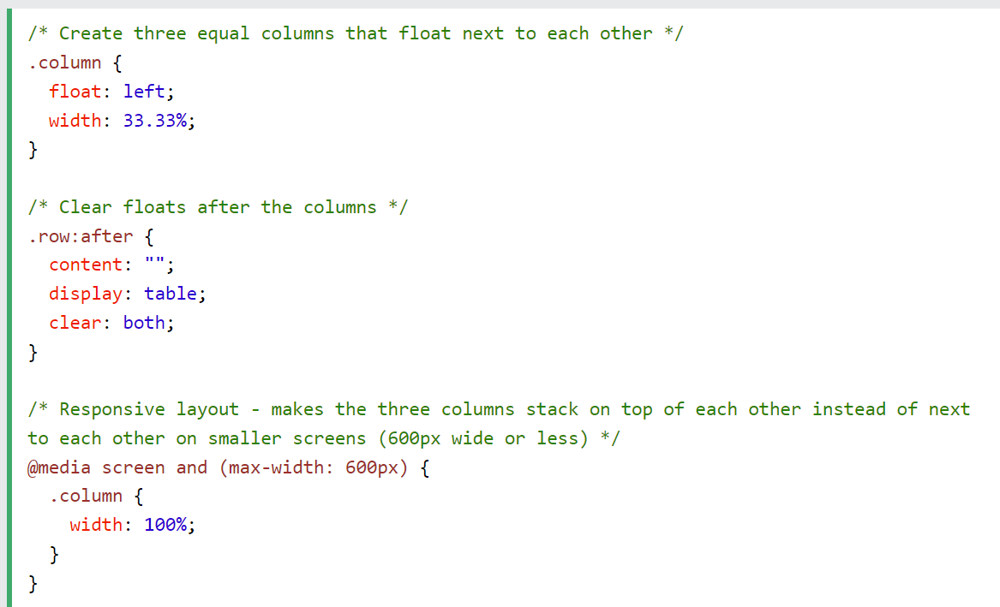 /* Create three equal columns that float next to each other */
.column {
  float: left;
  width: 33.33%;
}

/* Clear floats after the columns */
.row:after {
  content: "";
  display: table;
  clear: both;
}

/* Responsive layout - makes the three columns stack on top of each other instead of next
to each other on smaller screens (600px wide or less) */
@media screen and (max-width: 600px) {
  .column {
    width: 100%;
  }
}